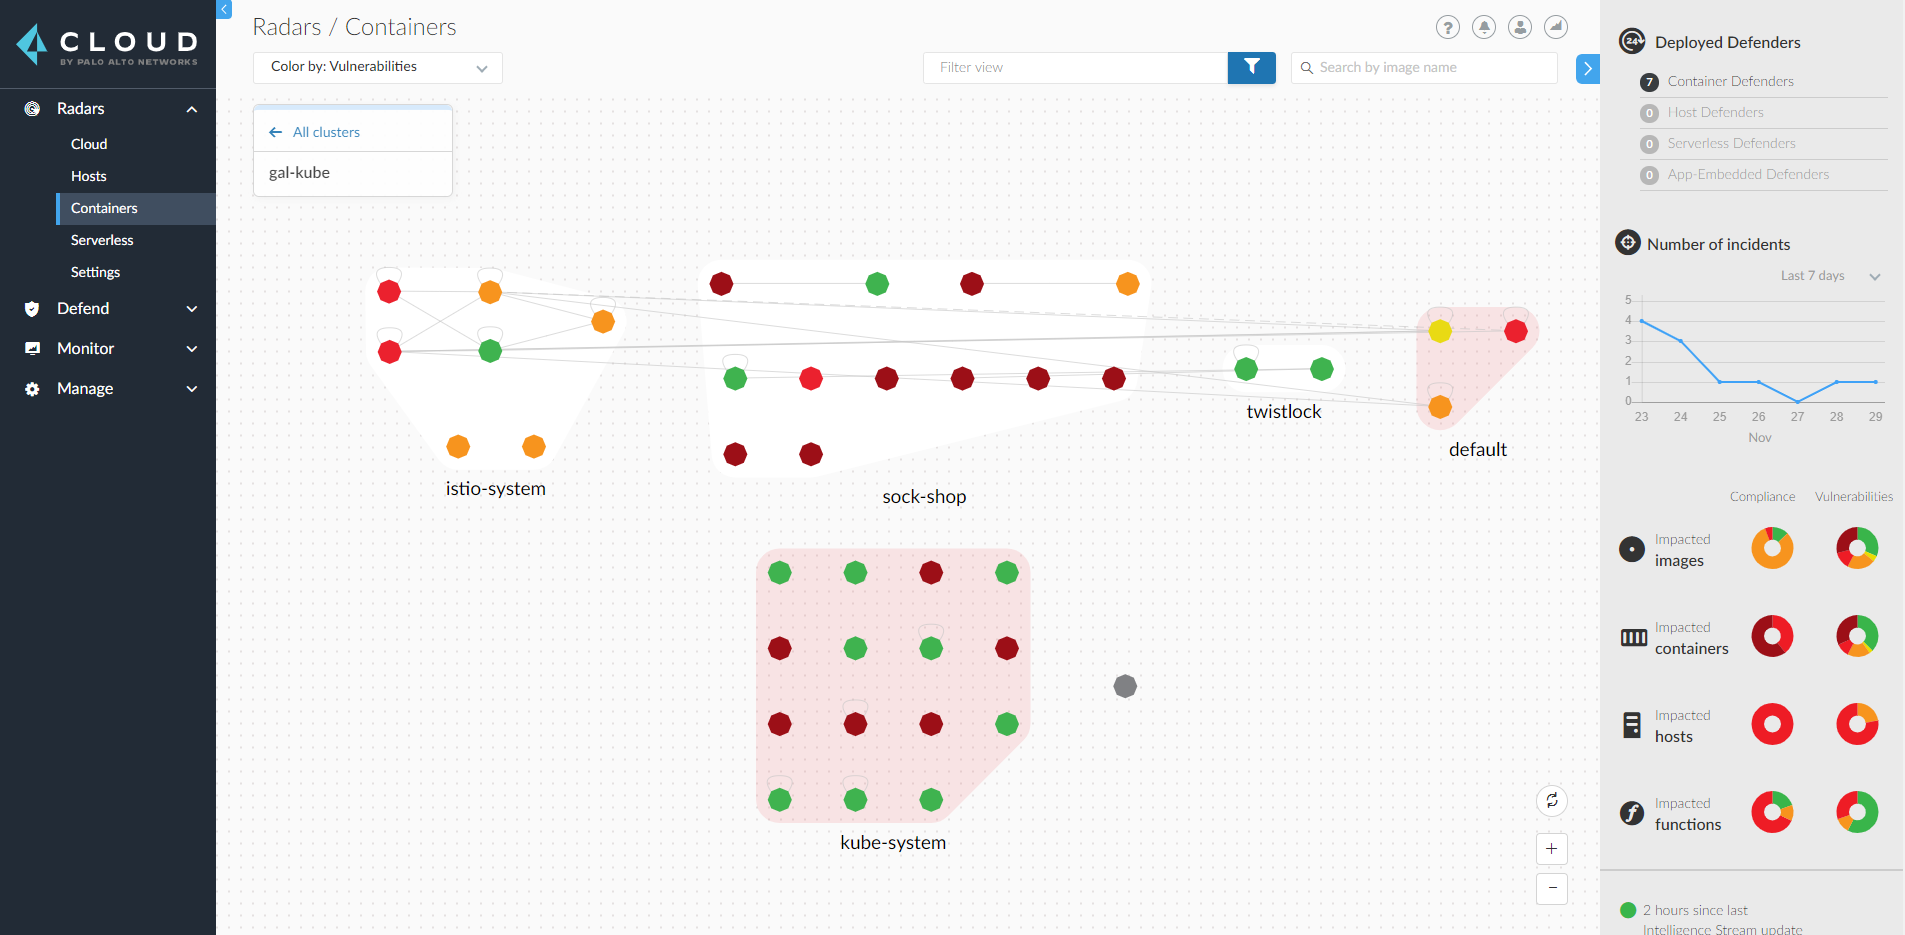 CLOUD
BY PALO ALTO NETWORKS
Radars
Cloud
Hosts
Containers
Serverless
Settings
Defend
Monitor
Manage
Radars / Containers
Color by: Vulnerabilities
Filter view
Search by image name
All clusters
gal-kube
istio-system
sock-shop
twistlock
default
kube-system
24
Deployed Defenders
7 Container Defenders
0 Host Defenders
0 Serverless Defenders
0 App-Embedded Defenders
Number of incidents
Last 7 days
5
4
3
2
1
0
23 24 25 26 27 28 29
Nov
Compliance Vulnerabilities
Impacted
images
Impacted
containers
Impacted
hosts
Impacted
functions
2 hours since last
Intelligence Stream update